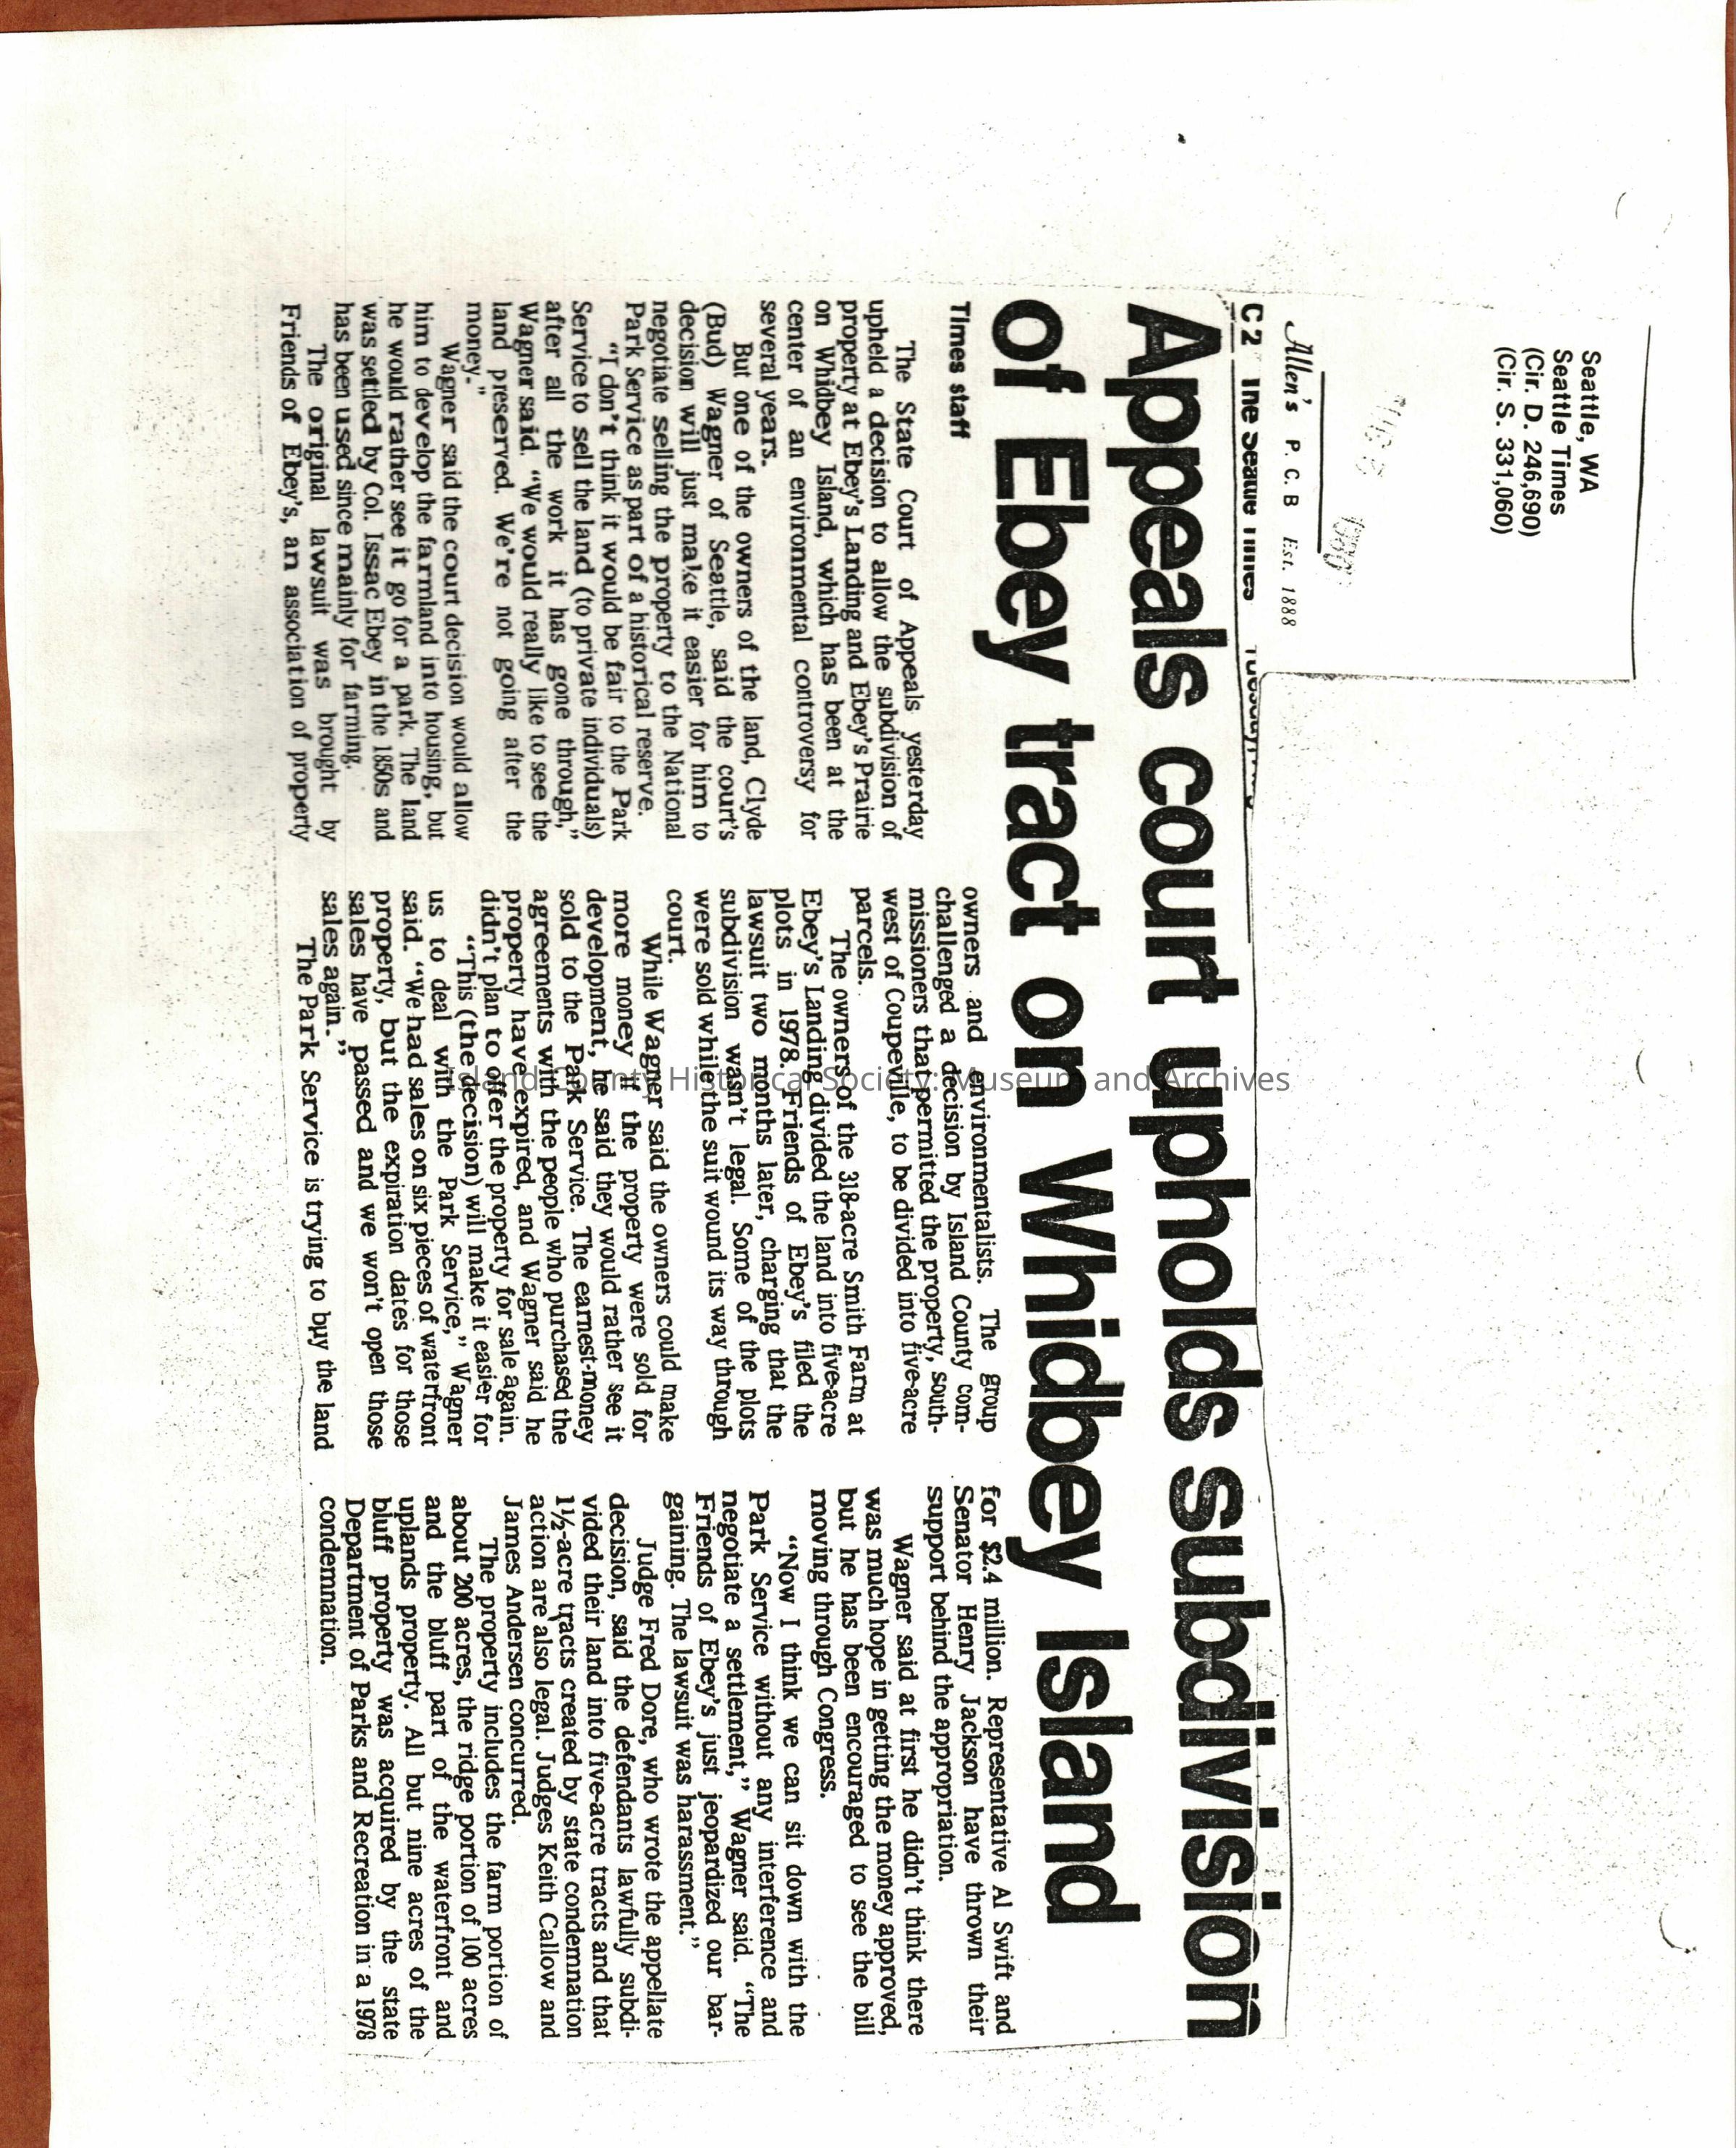 Seattle, WA
Seattle Times
(Cir. D. 246,690)
(Cir. S. 331,060)
Allen's P. C. B Est. 1888
C 2 The Seattle Times
Appeals court upholds subdivision
of Ebey tract on Whidbey Island
Times staff
The State Court of Appeals yesterday
upheld a decision to allow the subdivision of
property at Ebey's Landing and Ebey's Prairie
on Whidbey Island, which has been at the
center of an environmental controversy for
several years.
But one of the owners of the land, Clyde
(Bud) Wagner of Seattle, said the court's
decision will just make it easier for him to
negotiate selling the property to the National
Park Service as part of a historical reserve.
"I don't think it would be fair to the Park
Service to sell the land (to private individuals)
after all the work it has gone through,"
Wagner said. "We would really like to see the
land preserved. We're not going after the
money."
Wagner said the court decision would allow
him to develop the farmland into housing, but
he would rather see it go for a park. The land
was settled by Col. Issac Ebey in the 1850s and
has been used since mainly for farming.
The original lawsuit was brought by
Friends of Ebey's, an association of property
owners and environmentalists. The group
challenged a decision by Island County com-
missioners that permitted the property, south-
west of Coupeville, to be divided into five-acre
parcels.
The owners of the 318-acre Smith Farm at
Ebey's Landing divided the land into five-acre
plots in 1978. Friends of Ebey's filed the
lawsuit two months later, charging that the
subdivision wasn't legal. Some of the plots
were sold while the suit wound its way through
court.
While Wagner said the owners could make
more money if the property were sold for
development, he said they would rather see it
sold to the Park Service. The earnest-money
agreements with the people who purchased the
property have expired, and Wagner said he
didn't plan to offer the property for sale again.
"This (the decision) will make it easier for
us to deal with the Park Service," Wagner
said. "We had sales on six pieces of waterfront
property, but the expiration dates for those
sales have passed and we won't open those
sales again."
The Park Service is trying to buy the land
for $2.4 million. Representative Al Swift and
Senator Henry Jackson have thrown their
support behind the appropriation.
Wagner said at first he didn't think there
was much hope in getting the money approved,
but he has been encouraged to see the bill
moving through Congress.
"Now I think we can sit down with the
Park Service without any interference and
negotiate a settlement," Wagner said. "The
Friends of Ebey's just jeopardized our bar-
gaining. The lawsuit was harassment."
Judge Fred Dore, who wrote the appellate
decision, said the defendants lawfully subdi-
vided their land into five-acre tracts and that
1½-acre tracts created by state condemnation
action are also legal. Judges Keith Callow and
James Andersen concurred.
The property includes the farm portion of
about 200 acres, the ridge portion of 100 acres
and the bluff part of the waterfront and
uplands property. All but nine acres of the
bluff property was acquired by the state
Department of Parks and Recreation in a 1978
condemnation.
Island County Historical Society: Museum and Archives